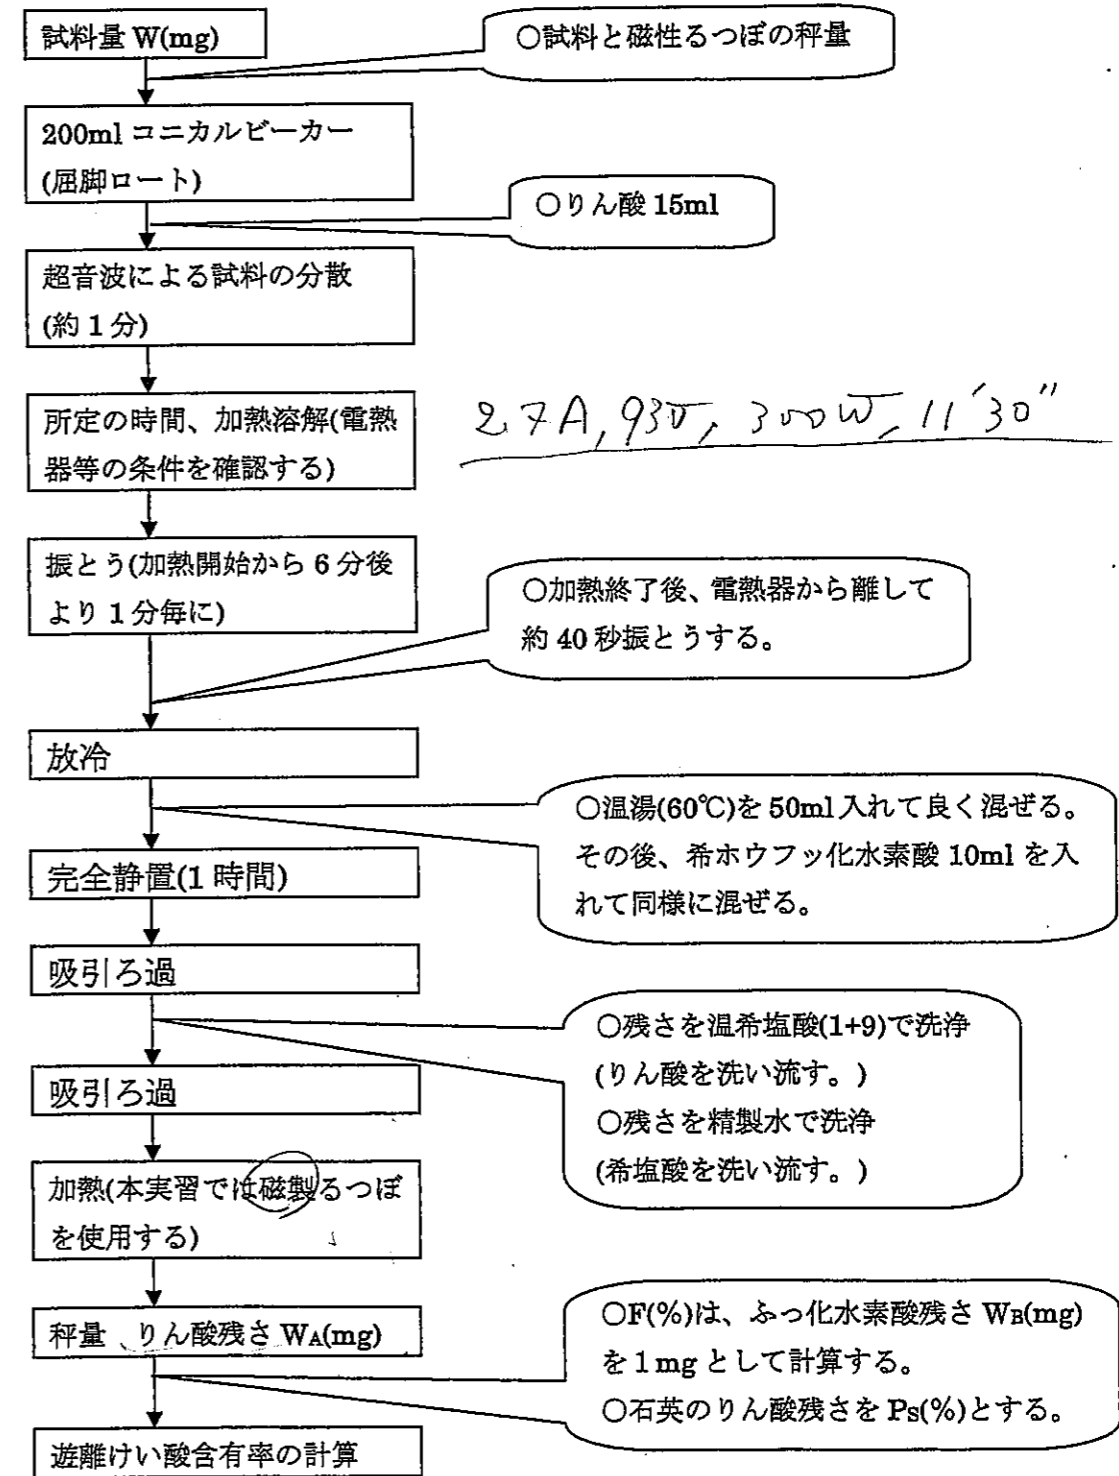 試料量 W(mg)
○試料と磁性るつぼの秤量
200ml コニカルビーカー
(屈脚ロート)
○りん酸 15ml
超音波による試料の分散
(約 1 分)
所定の時間、加熱溶解(電熱
器等の条件を確認する)
2.7A, 93V, 300W, 11'30"
振とう(加熱開始から 6 分後
より 1 分毎に)
○加熱終了後、電熱器から離して
約 40 秒振とうする。
放冷
○温湯(60℃)を 50ml 入れて良く混ぜる。
その後、希ホウフッ化水素酸 10ml を入
れて同様に混ぜる。
完全静置(1 時間)
吸引ろ過
○残さを温希塩酸(1+9)で洗浄
(りん酸を洗い流す。)
○残さを精製水で洗浄
(希塩酸を洗い流す。)
吸引ろ過
加熱(本実習では磁製るつぼ
を使用する)
秤量 、りん酸残さ WA(mg)
○F(%)は、ふっ化水素酸残さ WB(mg)
を 1 mg として計算する。
○石英のりん酸残さを PS(%)とする。
遊離けい酸含有率の計算